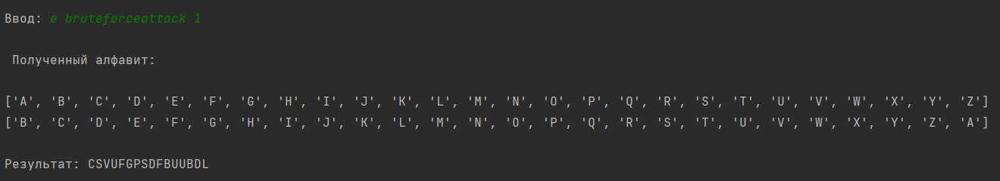 Ввод: e bruteforceattack 1
Полученный алфавит:
['A', 'B', 'C', 'D', 'E', 'F', 'G', 'H', 'I', 'J', 'K', 'L', 'M', 'N', 'O', 'P', 'Q', 'R', 'S', 'T', 'U', 'V', 'W', 'X', 'Y', 'Z']
['B', 'C', 'D', 'E', 'F', 'G', 'H', 'I', 'J', 'K', 'L', 'M', 'N', 'O', 'P', 'Q', 'R', 'S', 'T', 'U', 'V', 'W', 'X', 'Y', 'Z', 'A']
Результат: CSVUFGPSDFBUUBDL